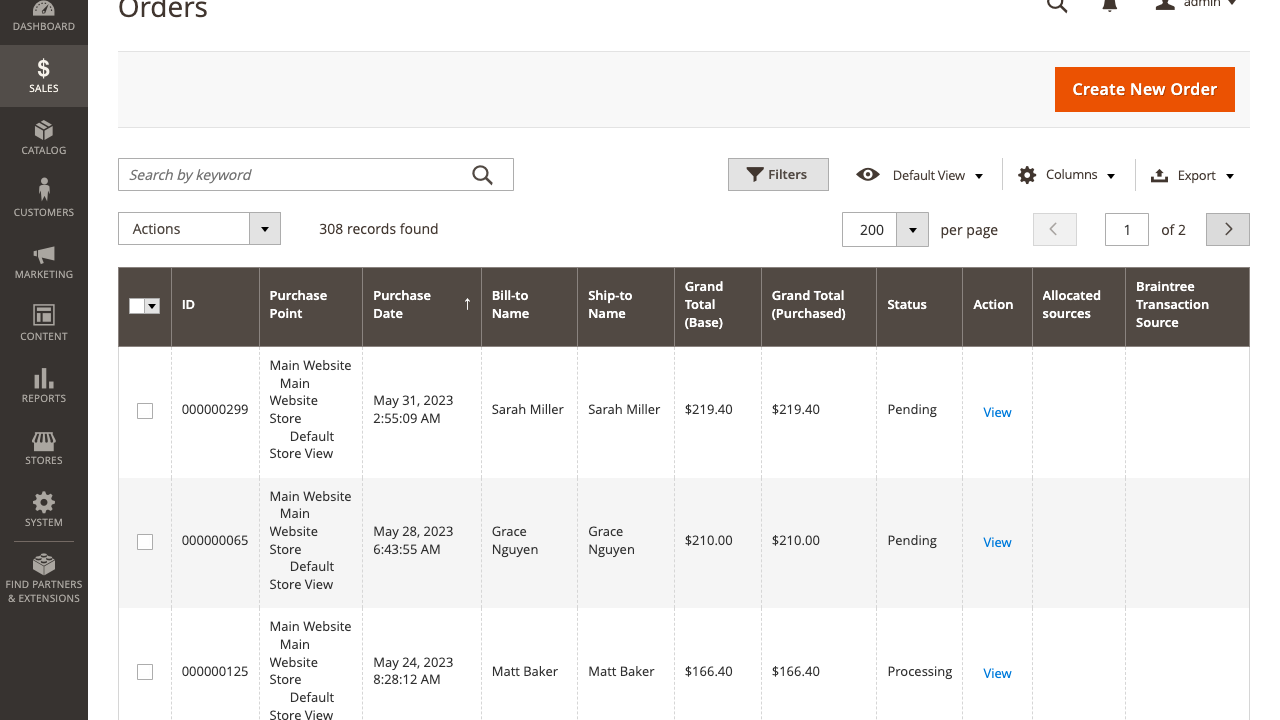 Orders
admin
DASHBOARD
$
SALES
CATALOG
CUSTOMERS
MARKETING
CONTENT
REPORTS
STORES
SYSTEM
FIND PARTNERS
& EXTENSIONS
Create New Order
Search by keyword
Filters
Default View
Columns
Export
Actions
308 records found
200
per page
1
of 2
ID
Purchase
Point
Purchase
Date
↑
Bill-to
Name
Ship-to
Name
Grand
Total
(Base)
Grand Total
(Purchased)
Status
Action
Allocated
sources
Braintree
Transaction
Source
000000299
Main Website
Main
Website
Store
Default
Store View
May 31, 2023
2:55:09 AM
Sarah Miller
Sarah Miller
$219.40
$219.40
Pending
View
000000065
Main Website
Main
Website
Store
Default
Store View
May 28, 2023
6:43:55 AM
Grace
Nguyen
Grace
Nguyen
$210.00
$210.00
Pending
View
000000125
Main Website
Main
Website
Store
Default
Store View
May 24, 2023
8:28:12 AM
Matt Baker
Matt Baker
$166.40
$166.40
Processing
View